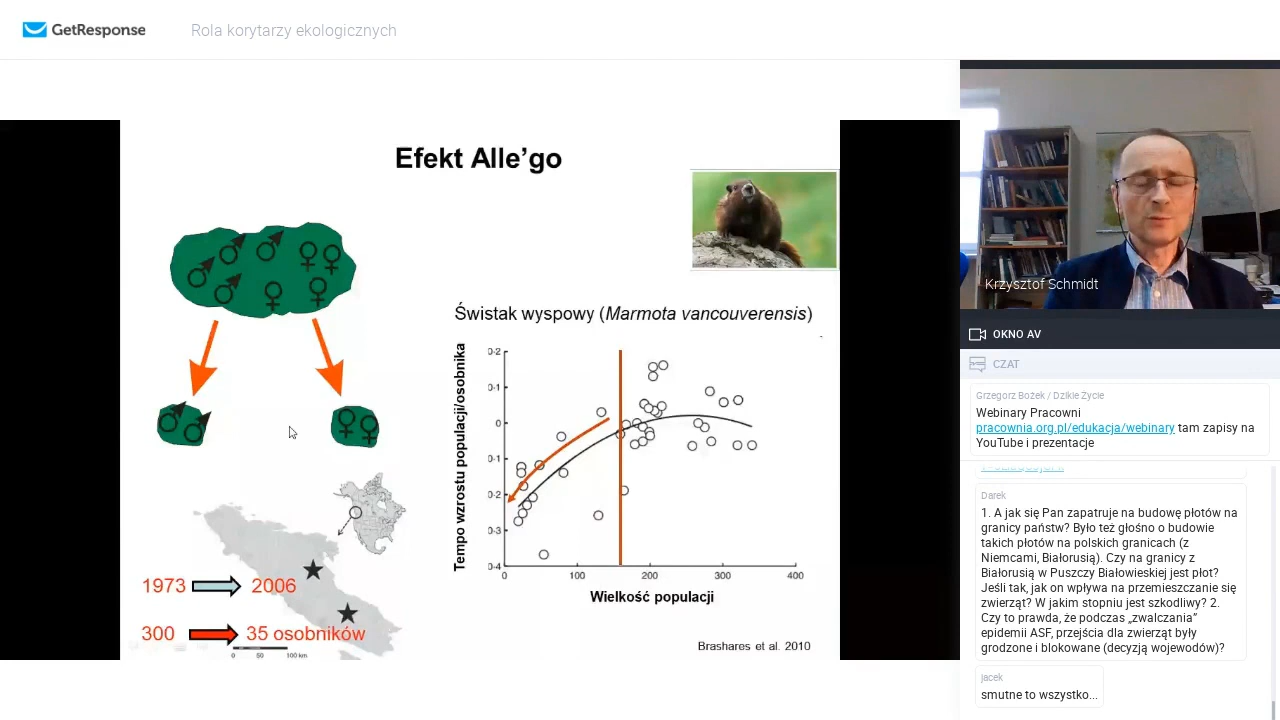 GetResponse
Rola korytarzy ekologicznych
Efekt Alle'go
Świstak wyspowy (Marmota vancouverensis)
Tempo wzrostu populacji/osobnika
0·2
0·1
0
0·1
0·2
0·3
0·4
0
100
200
300
400
Wielkość populacji
1973
2006
300
35 osobników
0
50
100 km
Brashares et al. 2010
Krzysztof Schmidt
OKNO AV
CZAT
Grzegorz Bożek / Dzikie Życie
Webinary Pracowni
pracownia.org.pl/edukacja/webinary tam zapisy na
YouTube i prezentacje
Darek
1. A jak się Pan zapatruje na budowę płotów na
granicy państw? Było też głośno o budowie
takich płotów na polskich granicach (z
Niemcami, Białorusią). Czy na granicy z
Białorusią w Puszczy Białowieskiej jest płot?
Jeśli tak, jak on wpływa na przemieszczanie się
zwierząt? W jakim stopniu jest szkodliwy? 2.
Czy to prawda, że podczas „zwalczania”
epidemii ASF, przejścia dla zwierząt były
grodzone i blokowane (decyzją wojewodów)?
jacek
smutne to wszystko...